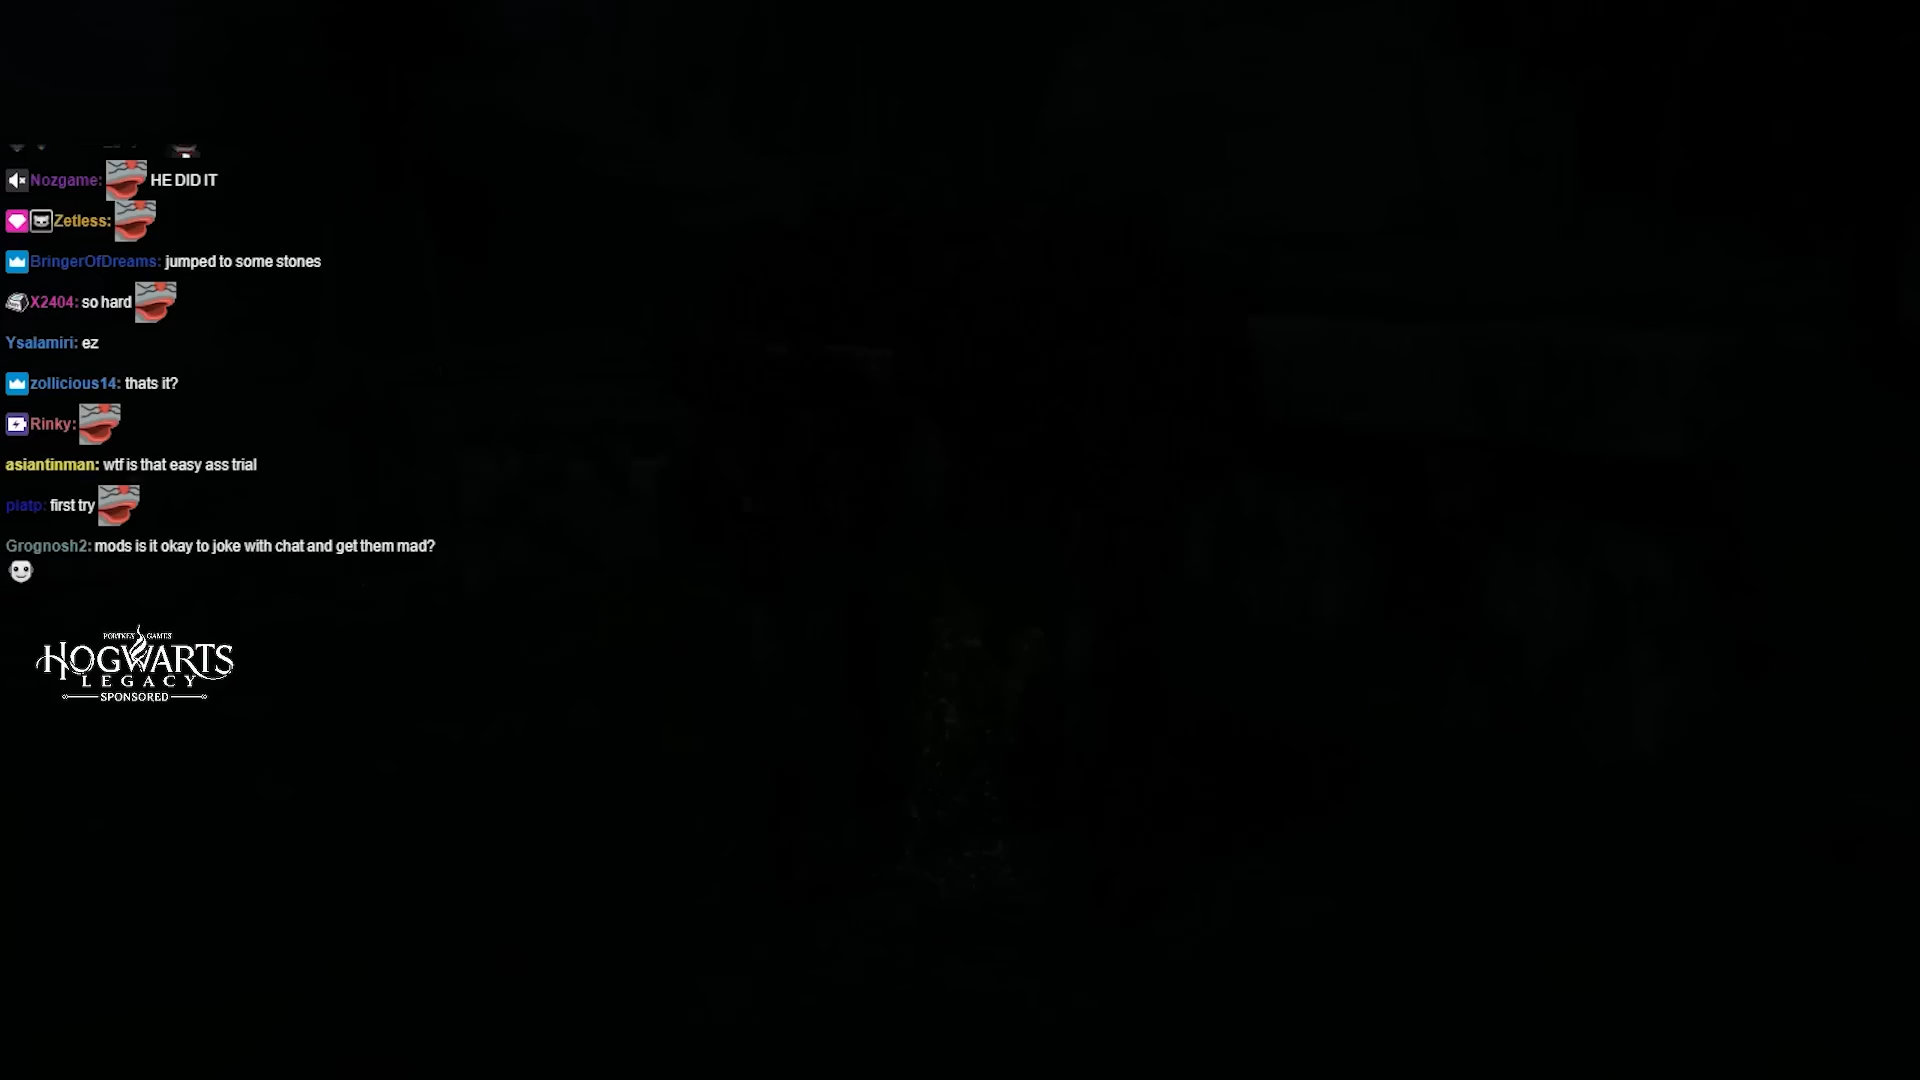 Nozgame: HE DID IT
Zetless:
BringerOfDreams: jumped to some stones
X2404: so hard
Ysalamiri: ez
zollicious14: thats it?
Rinky:
asiantinman: wtf is that easy ass trial
piatp: first try
Grognosh2: mods is it okay to joke with chat and get them mad?
PORTKEY GAMES
HOGWARTS
LEGACY
SPONSORED